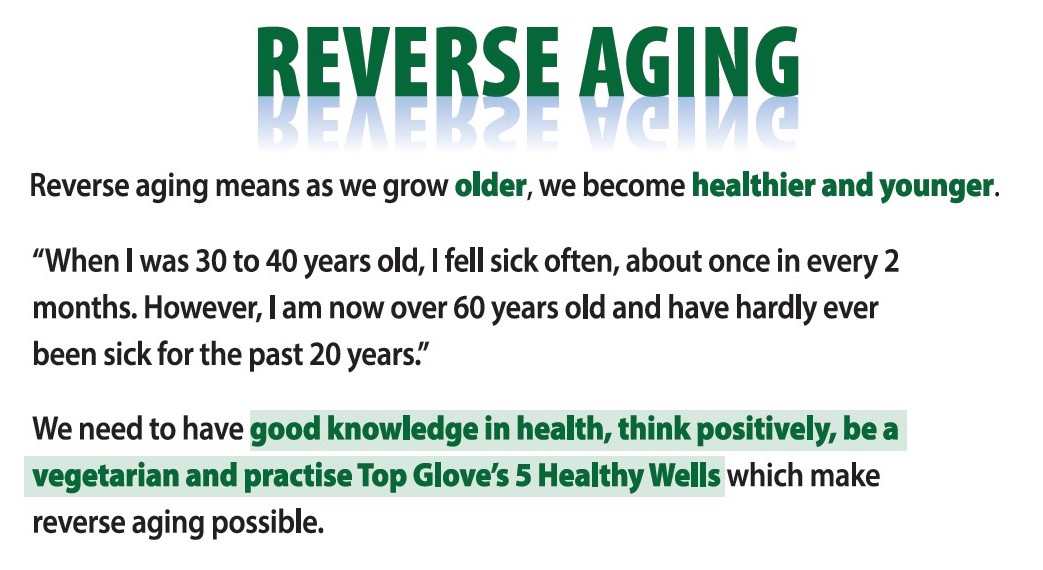 REVERSE AGING
Reverse aging means as we grow older, we become healthier and younger.
“When I was 30 to 40 years old, I fell sick often, about once in every 2
months. However, I am now over 60 years old and have hardly ever
been sick for the past 20 years.”
We need to have good knowledge in health, think positively, be a
vegetarian and practise Top Glove’s 5 Healthy Wells which make
reverse aging possible.